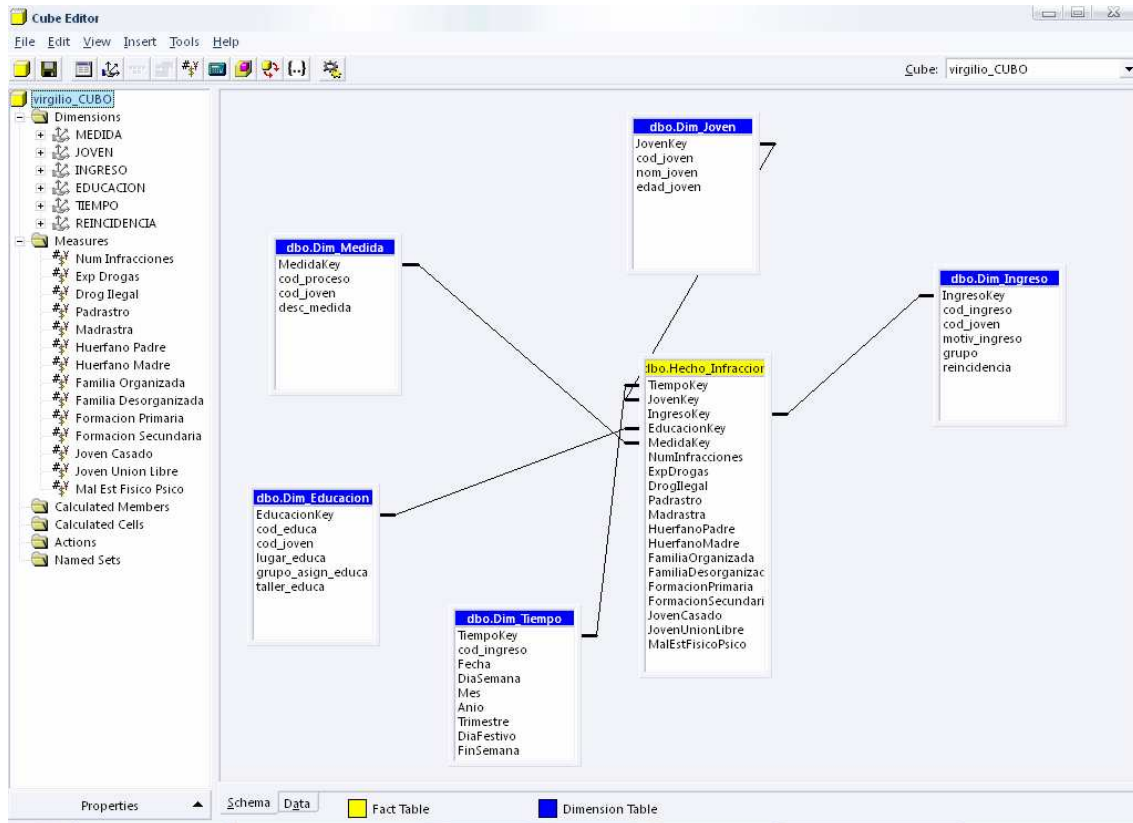 Cube Editor
File Edit View Insert Tools Help
Cube: virgilio_CUBO
virgilio_CUBO
Dimensions
MEDIDA
JOVEN
INGRESO
EDUCACION
TIEMPO
REINCIDENCIA
Measures
Num Infracciones
Exp Drogas
Drog Ilegal
Padrastro
Madrastra
Huerfano Padre
Huerfano Madre
Familia Organizada
Familia Desorganizada
Formacion Primaria
Formacion Secundaria
Joven Casado
Joven Union Libre
Mal Est Fisico Psico
Calculated Members
Calculated Cells
Actions
Named Sets
Properties
dbo.Dim_Joven
JovenKey
cod_joven
nom_joven
edad_joven
dbo.Dim_Medida
MedidaKey
cod_proceso
cod_joven
desc_medida
dbo.Dim_Ingreso
IngresoKey
cod_ingreso
cod_joven
motiv_ingreso
grupo
reincidencia
dbo.Hecho_Infraccion
TiempoKey
JovenKey
IngresoKey
EducacionKey
MedidaKey
NumInfracciones
ExpDrogas
DrogIlegal
Padrastro
Madrastra
HuerfanoPadre
HuerfanoMadre
FamiliaOrganizada
FamiliaDesorganizac
FormacionPrimaria
FormacionSecundari
JovenCasado
JovenUnionLibre
MalEstFisicoPsico
dbo.Dim_Educacion
EducacionKey
cod_educa
cod_joven
lugar_educa
grupo_asign_educa
taller_educa
dbo.Dim_Tiempo
TiempoKey
cod_ingreso
Fecha
DiaSemana
Mes
Anio
Trimestre
DiaFestivo
FinSemana
Schema Data
Fact Table
Dimension Table